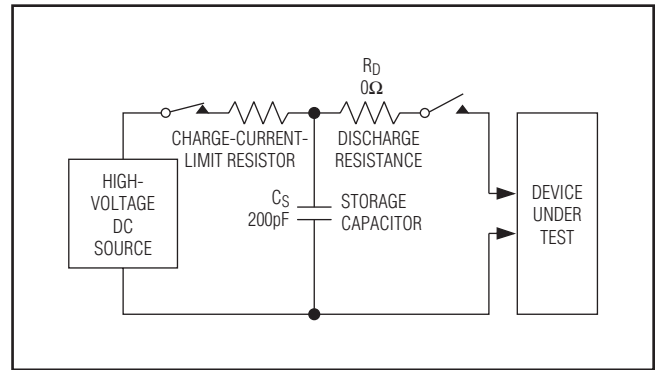 R_D
0Ω
CHARGE-CURRENT-
LIMIT RESISTOR
DISCHARGE
RESISTANCE
HIGH-
VOLTAGE
DC
SOURCE
C_S
200pF
STORAGE
CAPACITOR
DEVICE
UNDER
TEST